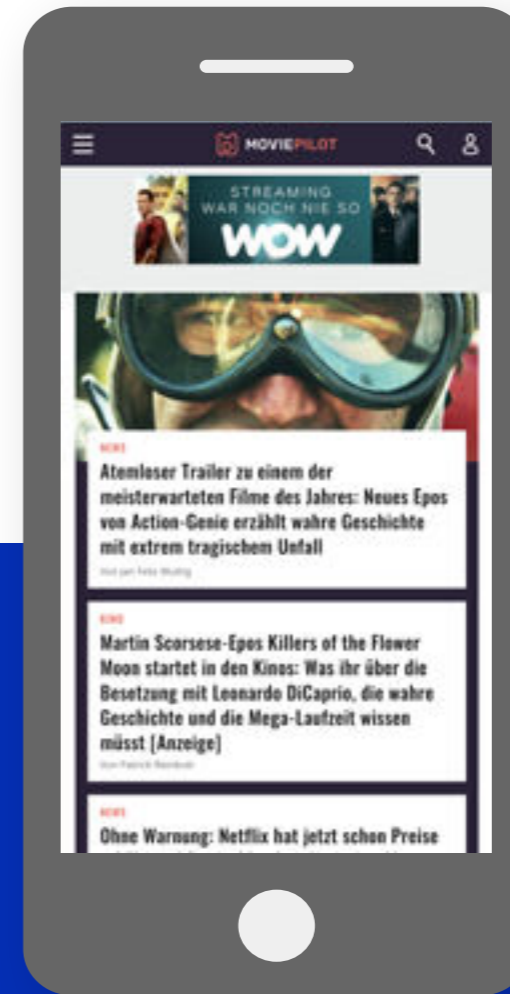 MOVIEPILOT
STREAMING
WAR NOCH NIE SO
WOW
NEWS
Atemloser Trailer zu einem der
meisterwarteten Filme des Jahres: Neues Epos
von Action-Genie erzählt wahre Geschichte
mit extrem tragischem Unfall
KINO
Martin Scorsese-Epos Killers of the Flower
Moon startet in den Kinos: Was ihr über die
Besetzung mit Leonardo DiCaprio, die wahre
Geschichte und die Mega-Laufzeit wissen
müsst [Anzeige]
NEWS
Ohne Warnung: Netflix hat jetzt schon Preise